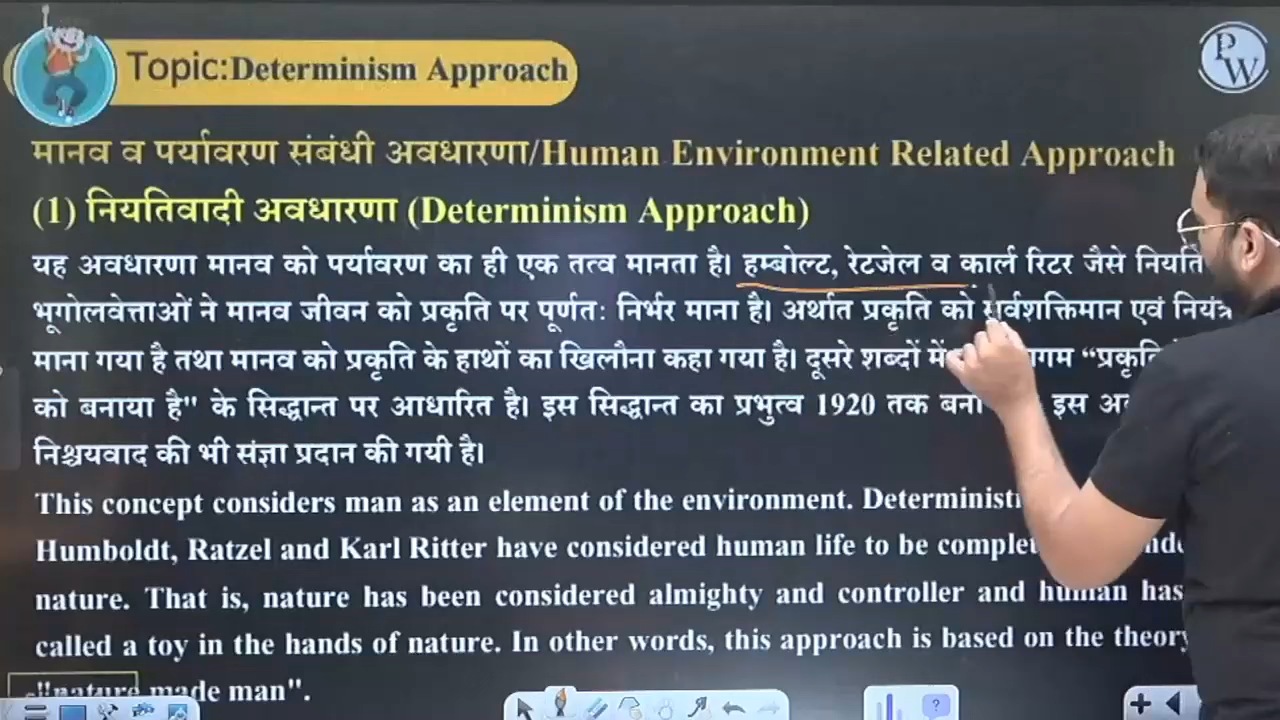 Topic:Determinism Approach
PW
मानव व पर्यावरण संबंधी अवधारणा/Human Environment Related Approach
(1) नियतिवादी अवधारणा (Determinism Approach)
यह अवधारणा मानव को पर्यावरण का ही एक तत्व मानता है। हम्बोल्ट, रेटजेल व कार्ल रिटर जैसे
भूगोलवेत्ताओं ने मानव जीवन को प्रकृति पर पूर्णत: निर्भर माना है। अर्थात प्रकृति को सर्वशक्तिमान एवं
माना गया है तथा मानव को प्रकृति के हाथों का खिलौना कहा गया है। दूसरे शब्दों में
को बनाया है" के सिद्धान्त पर आधारित है। इस सिद्धान्त का प्रभुत्व 1920 तक इस
निश्चयवाद की भी संज्ञा प्रदान की गयी है।
This concept considers man as an element of the environment.
Humboldt, Ratzel and Karl Ritter have considered human life to be
nature. That is, nature has been considered almighty and controller and human has
called a toy in the hands of nature. In other words, this approach is based on the theory
"nature made man".